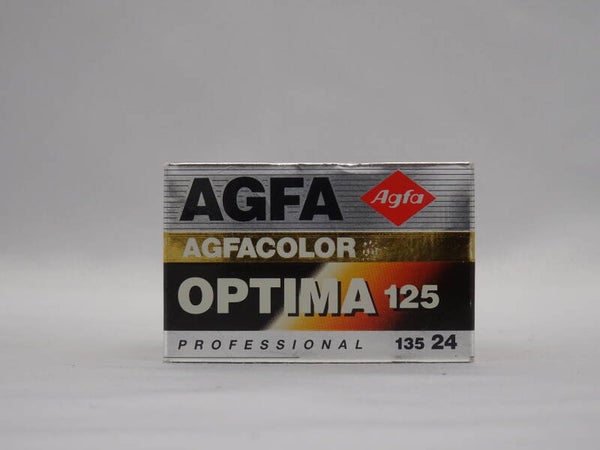 AGFA
Agfa
AGFACOLOR
OPTIMA 125
PROFESSIONAL 135 24